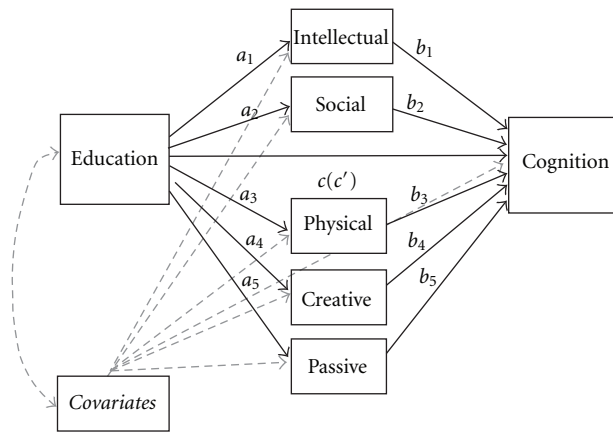 Intellectual
a₁
b₁
Social
a₂
b₂
Education
Cognition
c(c′)
a₃
b₃
Physical
a₄
b₄
Creative
a₅
b₅
Passive
Covariates